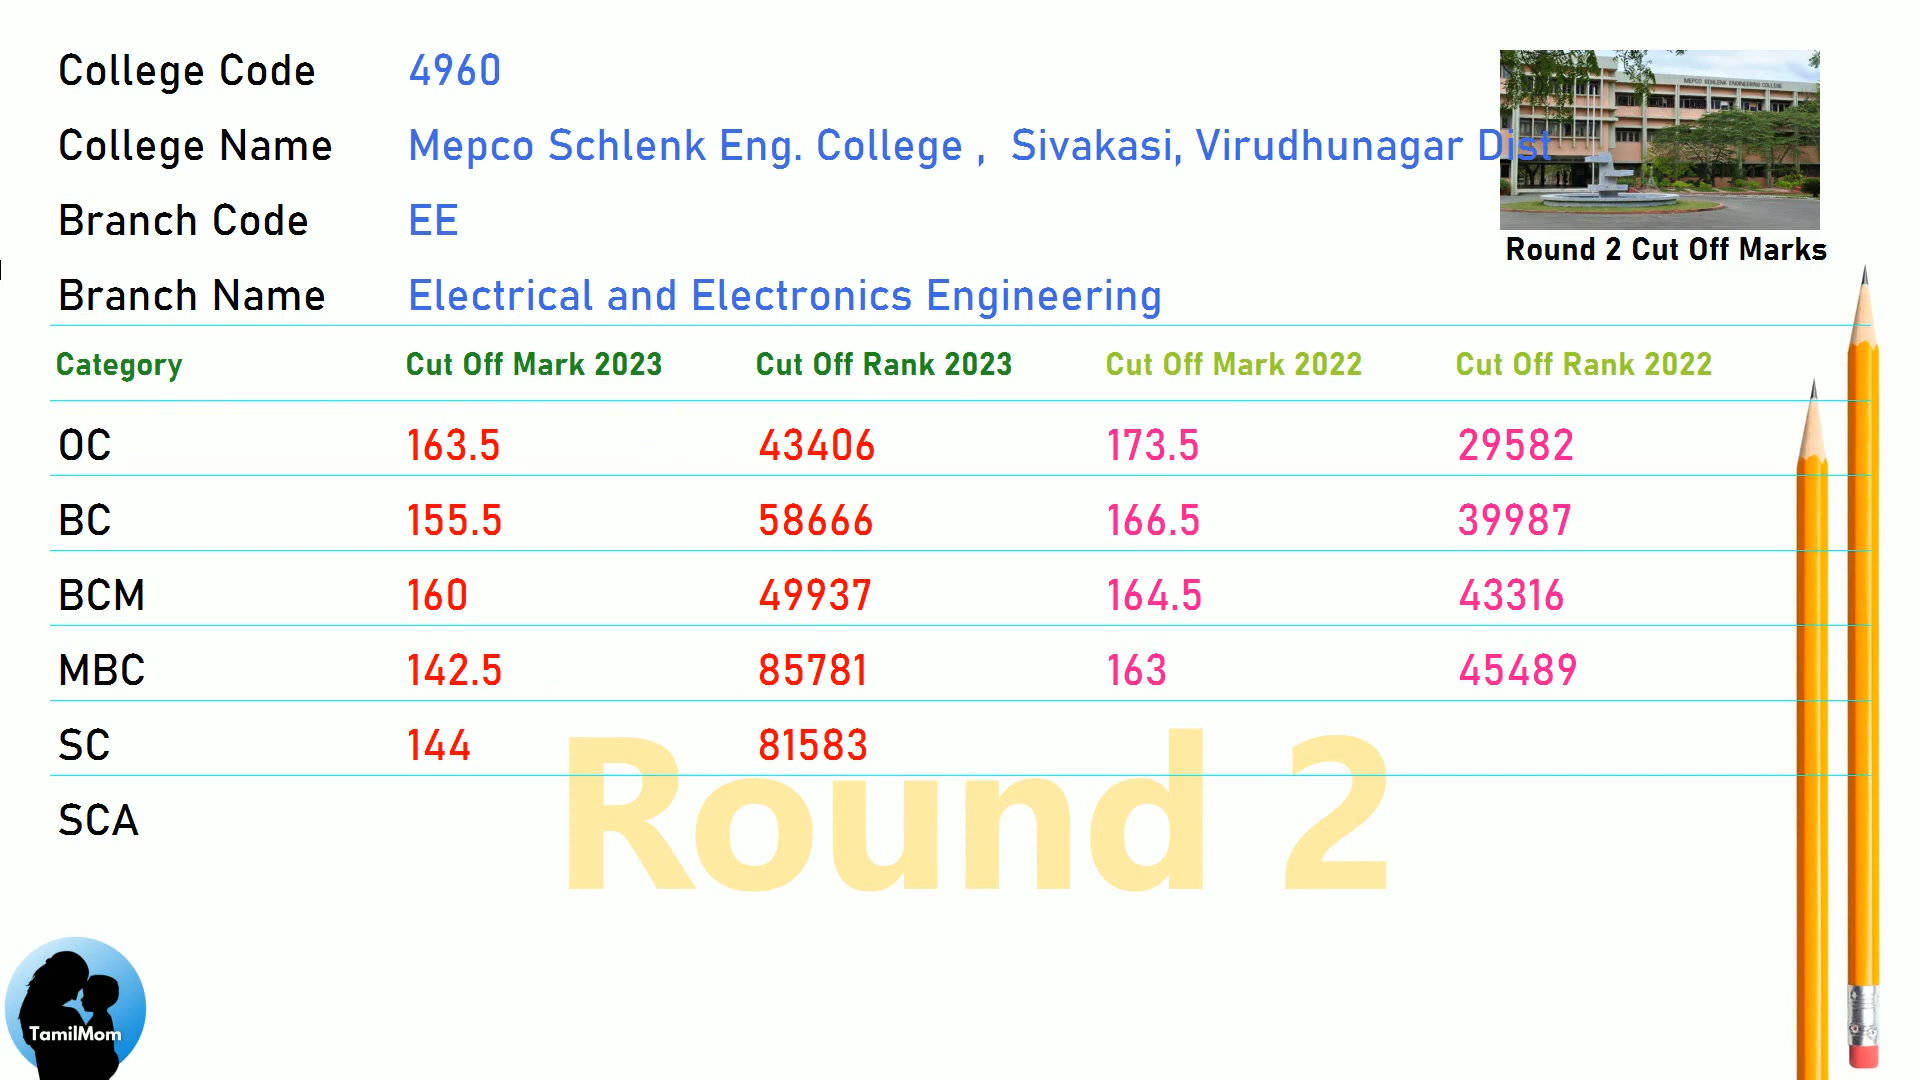 College Code 4960
College Name Mepco Schlenk Eng. College , Sivakasi, Virudhunagar Dist
MEPCO SCHLENK ENGINEERING COLLEGE
Branch Code EE
Round 2 Cut Off Marks
Branch Name Electrical and Electronics Engineering
Category Cut Off Mark 2023 Cut Off Rank 2023 Cut Off Mark 2022 Cut Off Rank 2022
OC 163.5 43406 173.5 29582
BC 155.5 58666 166.5 39987
BCM 160 49937 164.5 43316
MBC 142.5 85781 163 45489
SC 144 81583
SCA
Round 2
TamilMom